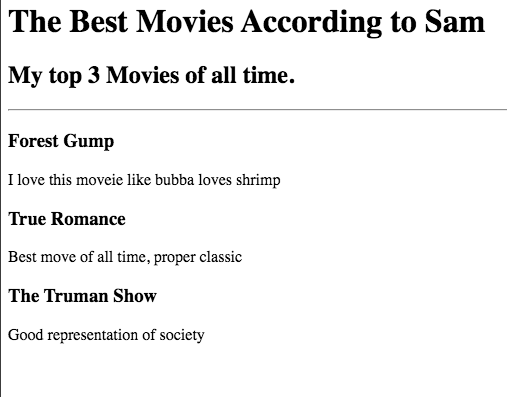 The Best Movies According to Sam
My top 3 Movies of all time.
Forest Gump
I love this moveie like bubba loves shrimp
True Romance
Best move of all time, proper classic
The Truman Show
Good representation of society